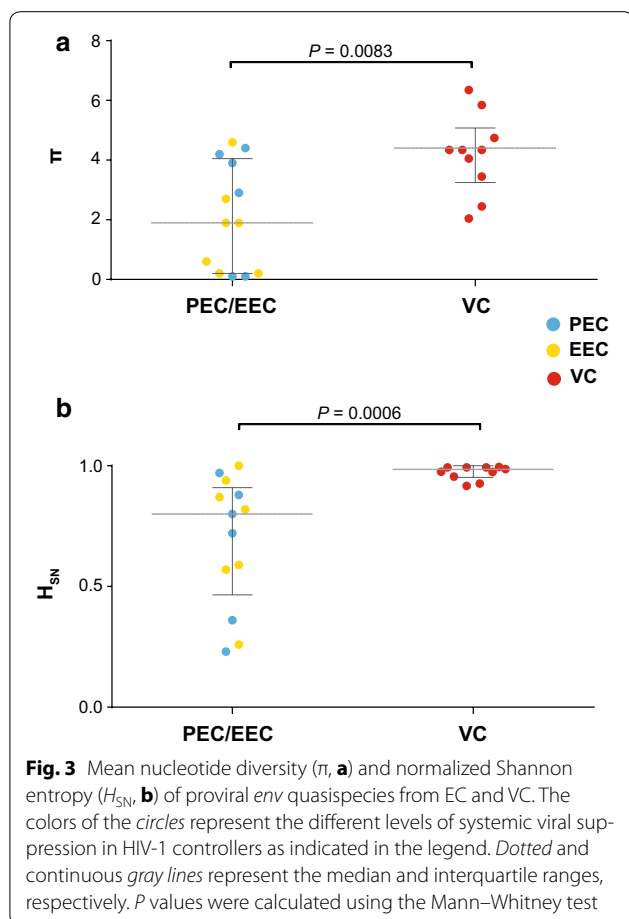 a
P = 0.0083
8
6
4
2
0
π
PEC/EEC
VC
PEC
EEC
VC
b
P = 0.0006
1.0
0.5
0.0
HSN
PEC/EEC
VC
Fig. 3 Mean nucleotide diversity (π, a) and normalized Shannon
entropy (HSN, b) of proviral env quasispecies from EC and VC. The
colors of the circles represent the different levels of systemic viral sup-
pression in HIV-1 controllers as indicated in the legend. Dotted and
continuous gray lines represent the median and interquartile ranges,
respectively. P values were calculated using the Mann–Whitney test